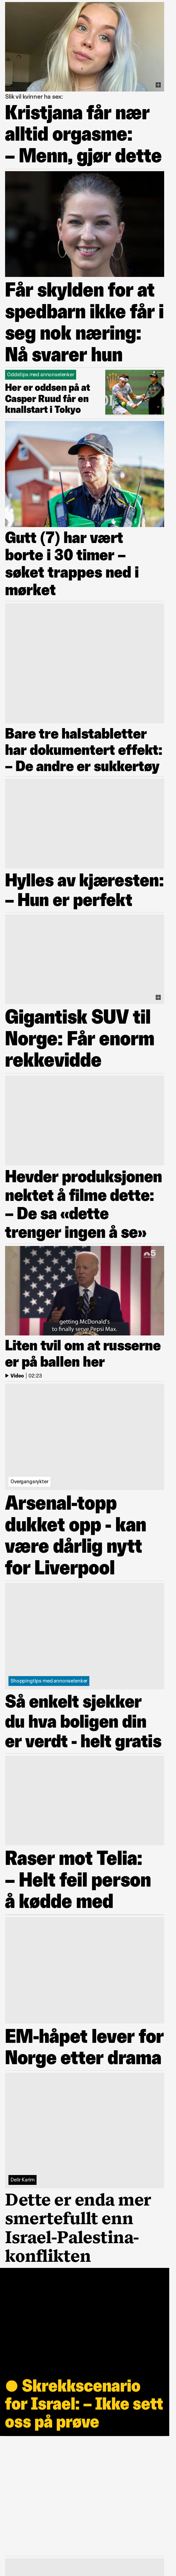 Slik vil kvinner ha sex:
Kristjana får nær
alltid orgasme:
– Menn, gjør dette
Får skylden for at
spedbarn ikke får i
seg nok næring:
Nå svarer hun
Oddstips med annonselenker
Her er oddsen på at
Casper Ruud får en
knallstart i Tokyo
Gutt (7) har vært
borte i 30 timer –
søket trappes ned i
mørket
Bare tre halstabletter
har dokumentert effekt:
– De andre er sukkertøy
Hylles av kjæresten:
– Hun er perfekt
Gigantisk SUV til
Norge: Får enorm
rekkevidde
Hevder produksjonen
nektet å filme dette:
– De sa «dette
trenger ingen å se»
5
getting McDonald's
to finally serve Pepsi Max.
Liten tvil om at russerne
er på ballen her
Video | 02:23
Overgangsrykter
Arsenal-topp
dukket opp - kan
være dårlig nytt
for Liverpool
Shoppingtips med annonselenker
Så enkelt sjekker
du hva boligen din
er verdt - helt gratis
Raser mot Telia:
– Helt feil person
å kødde med
EM-håpet lever for
Norge etter drama
Delir Karim
Dette er enda mer
smertefullt enn
Israel-Palestina-
konflikten
● Skrekkscenario
for Israel: – Ikke sett
oss på prøve